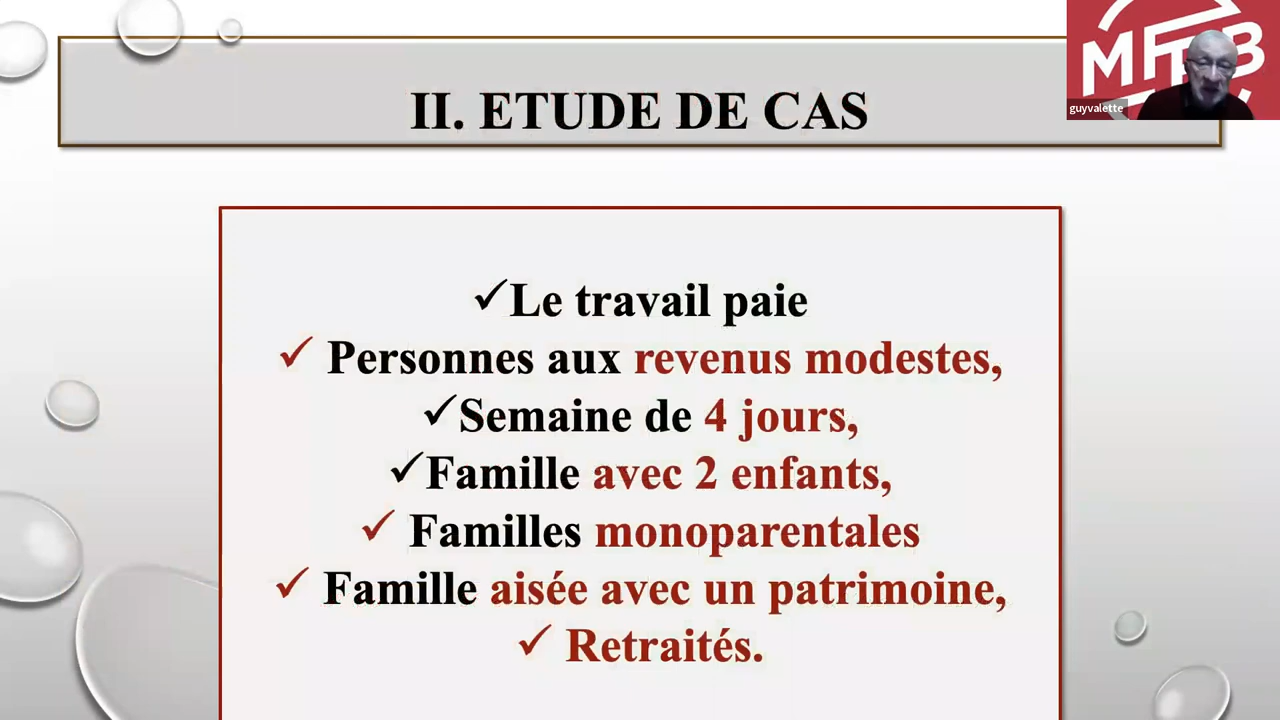 II. ETUDE DE CAS
guyvalette
✓Le travail paie
✓ Personnes aux revenus modestes,
✓Semaine de 4 jours,
✓Famille avec 2 enfants,
✓ Familles monoparentales
✓ Famille aisée avec un patrimoine,
✓ Retraités.